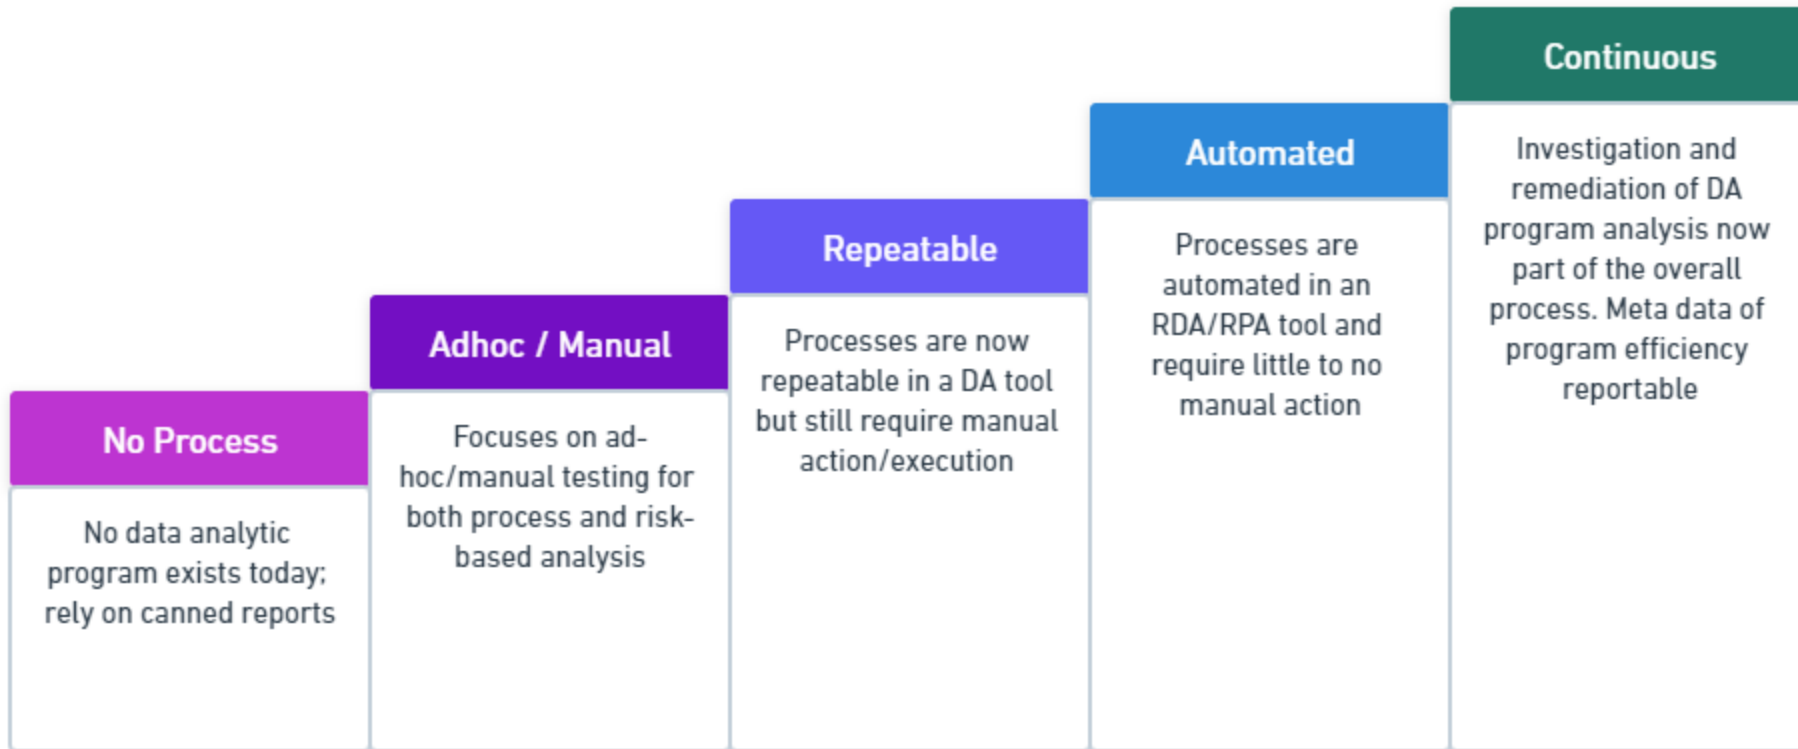 No Process
No data analytic
program exists today;
rely on canned reports
Adhoc / Manual
Focuses on ad-
hoc/manual testing for
both process and risk-
based analysis
Repeatable
Processes are now
repeatable in a DA tool
but still require manual
action/execution
Automated
Processes are
automated in an
RDA/RPA tool and
require little to no
manual action
Continuous
Investigation and
remediation of DA
program analysis now
part of the overall
process. Meta data of
program efficiency
reportable